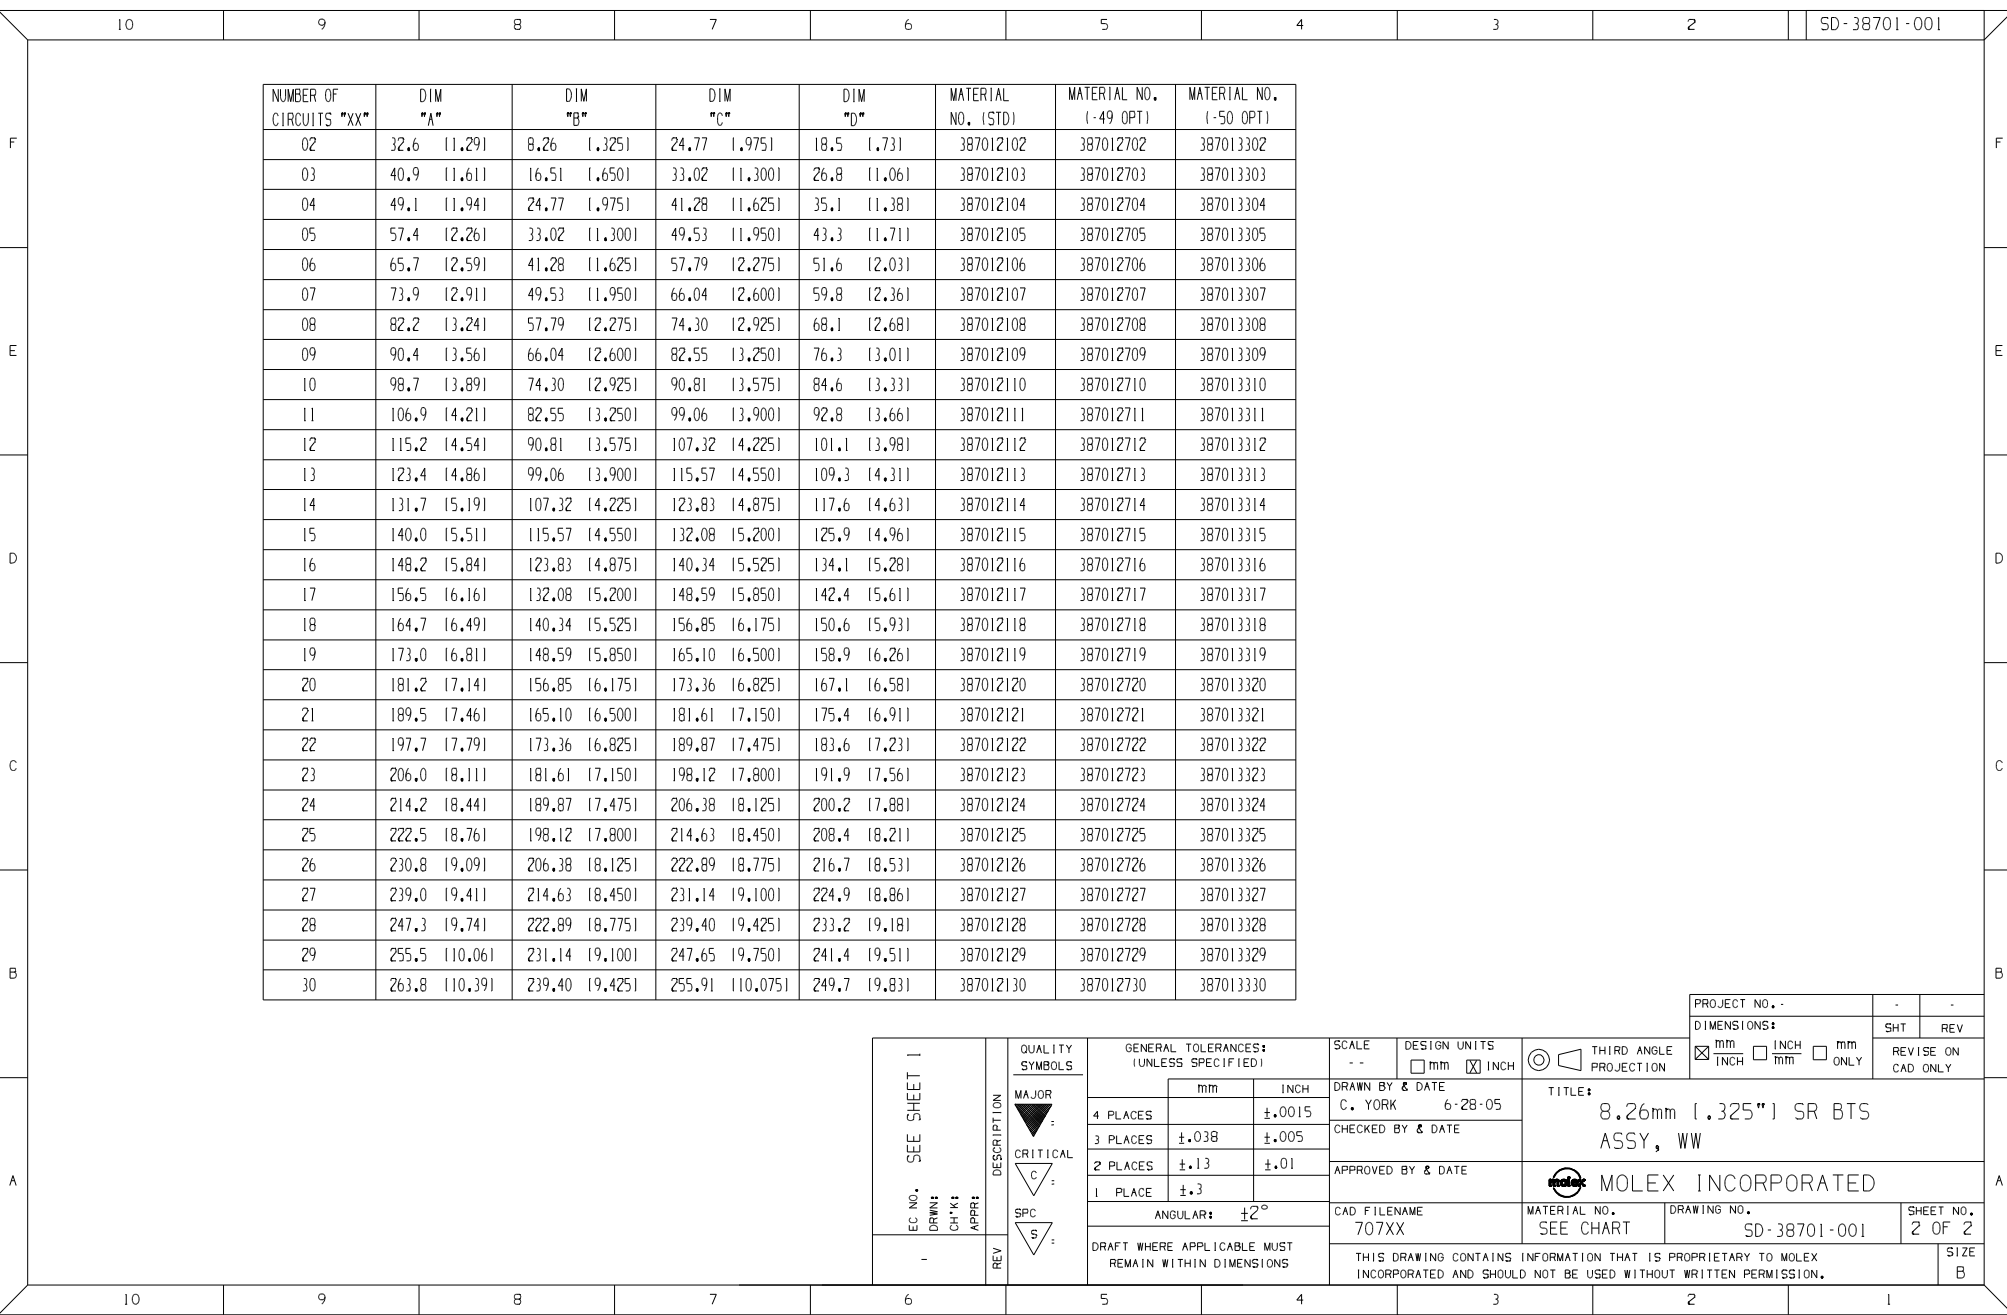 10 9 8 7 6 5 4 3 2 SD-38701-001
NUMBER OF CIRCUITS "XX" DIM "A" DIM "B" DIM "C" DIM "D" MATERIAL NO. (STD) MATERIAL NO. (-49 OPT) MATERIAL NO. (-50 OPT)
02 32.6 [1.29] 8.26 [.325] 24.77 [.975] 18.5 [.73] 387012102 387012702 387013302
03 40.9 [1.61] 16.51 [.650] 33.02 [1.300] 26.8 [1.06] 387012103 387012703 387013303
04 49.1 [1.94] 24.77 [.975] 41.28 [1.625] 35.1 [1.38] 387012104 387012704 387013304
05 57.4 [2.26] 33.02 [1.300] 49.53 [1.950] 43.3 [1.71] 387012105 387012705 387013305
06 65.7 [2.59] 41.28 [1.625] 57.79 [2.275] 51.6 [2.03] 387012106 387012706 387013306
07 73.9 [2.91] 49.53 [1.950] 66.04 [2.600] 59.8 [2.36] 387012107 387012707 387013307
08 82.2 [3.24] 57.79 [2.275] 74.30 [2.925] 68.1 [2.68] 387012108 387012708 387013308
09 90.4 [3.56] 66.04 [2.600] 82.55 [3.250] 76.3 [3.01] 387012109 387012709 387013309
10 98.7 [3.89] 74.30 [2.925] 90.81 [3.575] 84.6 [3.33] 387012110 387012710 387013310
11 106.9 [4.21] 82.55 [3.250] 99.06 [3.900] 92.8 [3.66] 387012111 387012711 387013311
12 115.2 [4.54] 90.81 [3.575] 107.32 [4.225] 101.1 [3.98] 387012112 387012712 387013312
13 123.4 [4.86] 99.06 [3.900] 115.57 [4.550] 109.3 [4.31] 387012113 387012713 387013313
14 131.7 [5.19] 107.32 [4.225] 123.83 [4.875] 117.6 [4.63] 387012114 387012714 387013314
15 140.0 [5.51] 115.57 [4.550] 132.08 [5.200] 125.9 [4.96] 387012115 387012715 387013315
16 148.2 [5.84] 123.83 [4.875] 140.34 [5.525] 134.1 [5.28] 387012116 387012716 387013316
17 156.5 [6.16] 132.08 [5.200] 148.59 [5.850] 142.4 [5.61] 387012117 387012717 387013317
18 164.7 [6.49] 140.34 [5.525] 156.85 [6.175] 150.6 [5.93] 387012118 387012718 387013318
19 173.0 [6.81] 148.59 [5.850] 165.10 [6.500] 158.9 [6.26] 387012119 387012719 387013319
20 181.2 [7.14] 156.85 [6.175] 173.36 [6.825] 167.1 [6.58] 387012120 387012720 387013320
21 189.5 [7.46] 165.10 [6.500] 181.61 [7.150] 175.4 [6.91] 387012121 387012721 387013321
22 197.7 [7.79] 173.36 [6.825] 189.87 [7.475] 183.6 [7.23] 387012122 387012722 387013322
23 206.0 [8.11] 181.61 [7.150] 198.12 [7.800] 191.9 [7.56] 387012123 387012723 387013323
24 214.2 [8.44] 189.87 [7.475] 206.38 [8.125] 200.2 [7.88] 387012124 387012724 387013324
25 222.5 [8.76] 198.12 [7.800] 214.63 [8.450] 208.4 [8.21] 387012125 387012725 387013325
26 230.8 [9.09] 206.38 [8.125] 222.89 [8.775] 216.7 [8.53] 387012126 387012726 387013326
27 239.0 [9.41] 214.63 [8.450] 231.14 [9.100] 224.9 [8.86] 387012127 387012727 387013327
28 247.3 [9.74] 222.89 [8.775] 239.40 [9.425] 233.2 [9.18] 387012128 387012728 387013328
29 255.5 [10.06] 231.14 [9.100] 247.65 [9.750] 241.4 [9.51] 387012129 387012729 387013329
30 263.8 [10.39] 239.40 [9.425] 255.91 [10.075] 249.7 [9.83] 387012130 387012730 387013330
F F
E E
D D
C C
B B
A A
PROJECT NO. - - -
DIMENSIONS: SHT REV
mm/INCH INCH/mm mm ONLY
REVISE ON
CAD ONLY
EC NO. SEE SHEET 1
DRWN:
CH'K:
APPR:
DESCRIPTION
- REV
QUALITY
SYMBOLS
MAJOR
:
CRITICAL
C :
SPC
S :
GENERAL TOLERANCES:
(UNLESS SPECIFIED)
mm INCH
4 PLACES ±.0015
3 PLACES ±.038 ±.005
2 PLACES ±.13 ±.01
1 PLACE ±.3
ANGULAR: ±2°
DRAFT WHERE APPLICABLE MUST
REMAIN WITHIN DIMENSIONS
SCALE
--
DESIGN UNITS
mm X INCH
THIRD ANGLE
PROJECTION
DRAWN BY & DATE
C. YORK 6-28-05
CHECKED BY & DATE
APPROVED BY & DATE
TITLE:
8.26mm [.325"] SR BTS
ASSY, WW
molex MOLEX INCORPORATED
CAD FILENAME
707XX
MATERIAL NO.
SEE CHART
DRAWING NO.
SD-38701-001
SHEET NO.
2 OF 2
THIS DRAWING CONTAINS INFORMATION THAT IS PROPRIETARY TO MOLEX
INCORPORATED AND SHOULD NOT BE USED WITHOUT WRITTEN PERMISSION.
SIZE
B
10 9 8 7 6 5 4 3 2 1